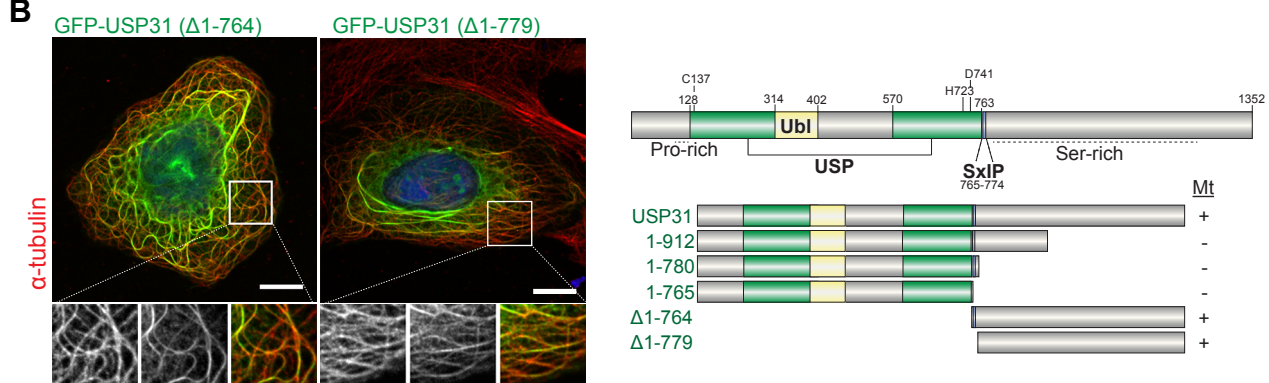 B
GFP-USP31 (Δ1-764)
GFP-USP31 (Δ1-779)
α-tubulin
D741
C137
H723
128
314
402
570
763
1352
Ubl
Pro-rich
USP
SxIP
765-774
Ser-rich
Mt
USP31 +
1-912 -
1-780 -
1-765 -
Δ1-764 +
Δ1-779 +